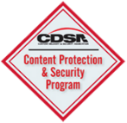 CDSA
Content Protection
& Security
Program